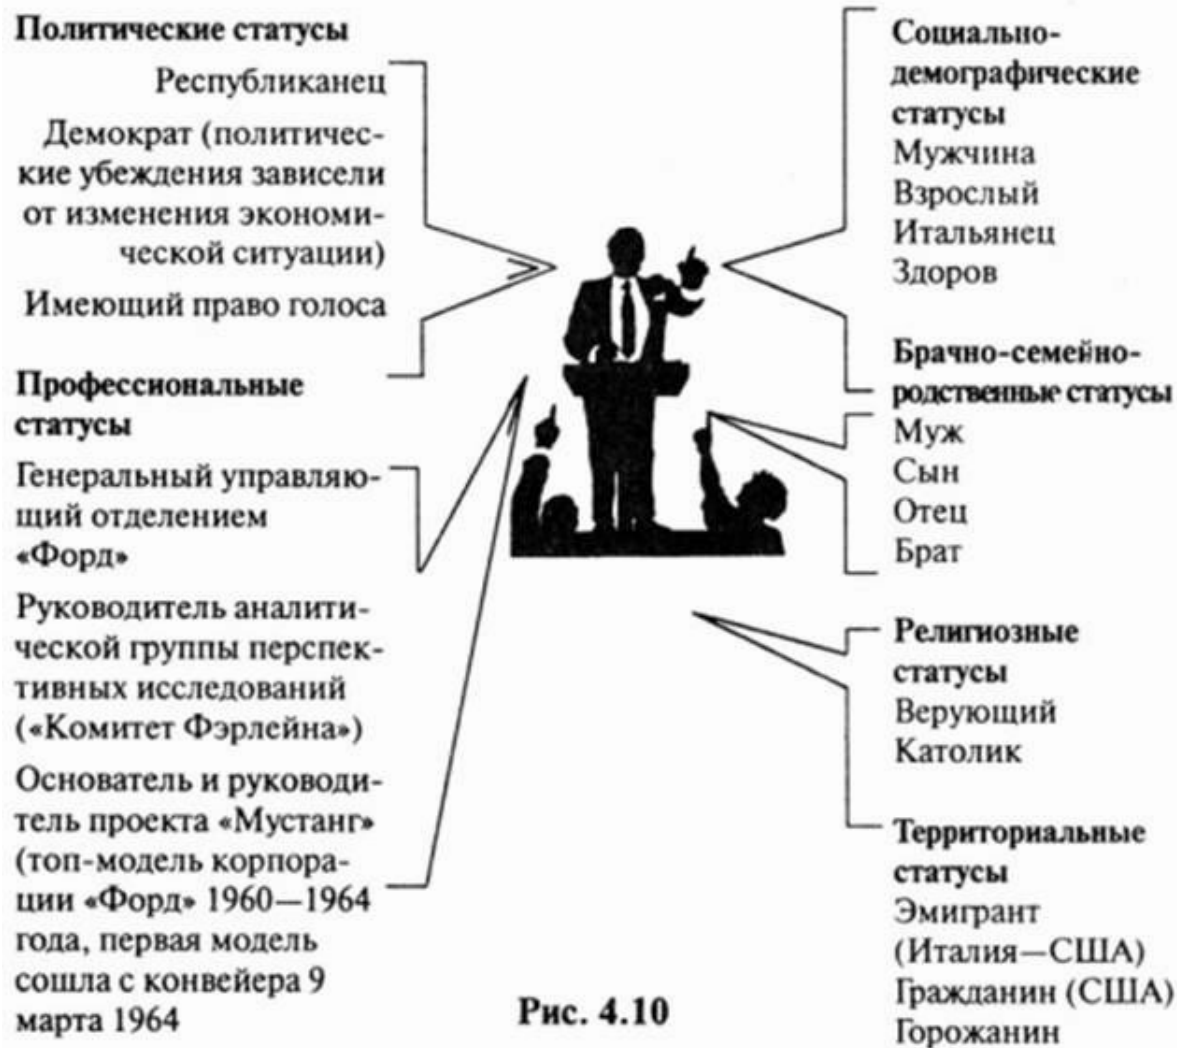 Политические статусы
Республиканец
Демократ (политичес-
кие убеждения зависели
от изменения экономи-
ческой ситуации)
Имеющий право голоса
Профессиональные
статусы
Генеральный управляю-
щий отделением
«Форд»
Руководитель аналити-
ческой группы перспек-
тивных исследований
(«Комитет Фэрлейна»)
Основатель и руководи-
тель проекта «Мустанг»
(топ-модель корпора-
ции «Форд» 1960—1964
года, первая модель
сошла с конвейера 9
марта 1964
Социально-
демографические
статусы
Мужчина
Взрослый
Итальянец
Здоров
Брачно-семейно-
родственные статусы
Муж
Сын
Отец
Брат
Религиозные
статусы
Верующий
Католик
Территориальные
статусы
Эмигрант
(Италия—США)
Гражданин (США)
Горожанин
Рис. 4.10